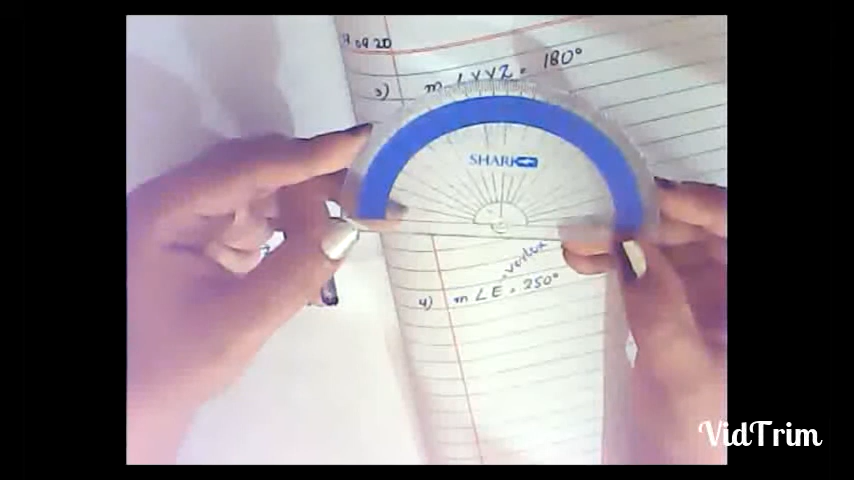 3) m ∠XYZ = 180°
SHARK
vertex
4) m ∠E = 250°
VidTrim